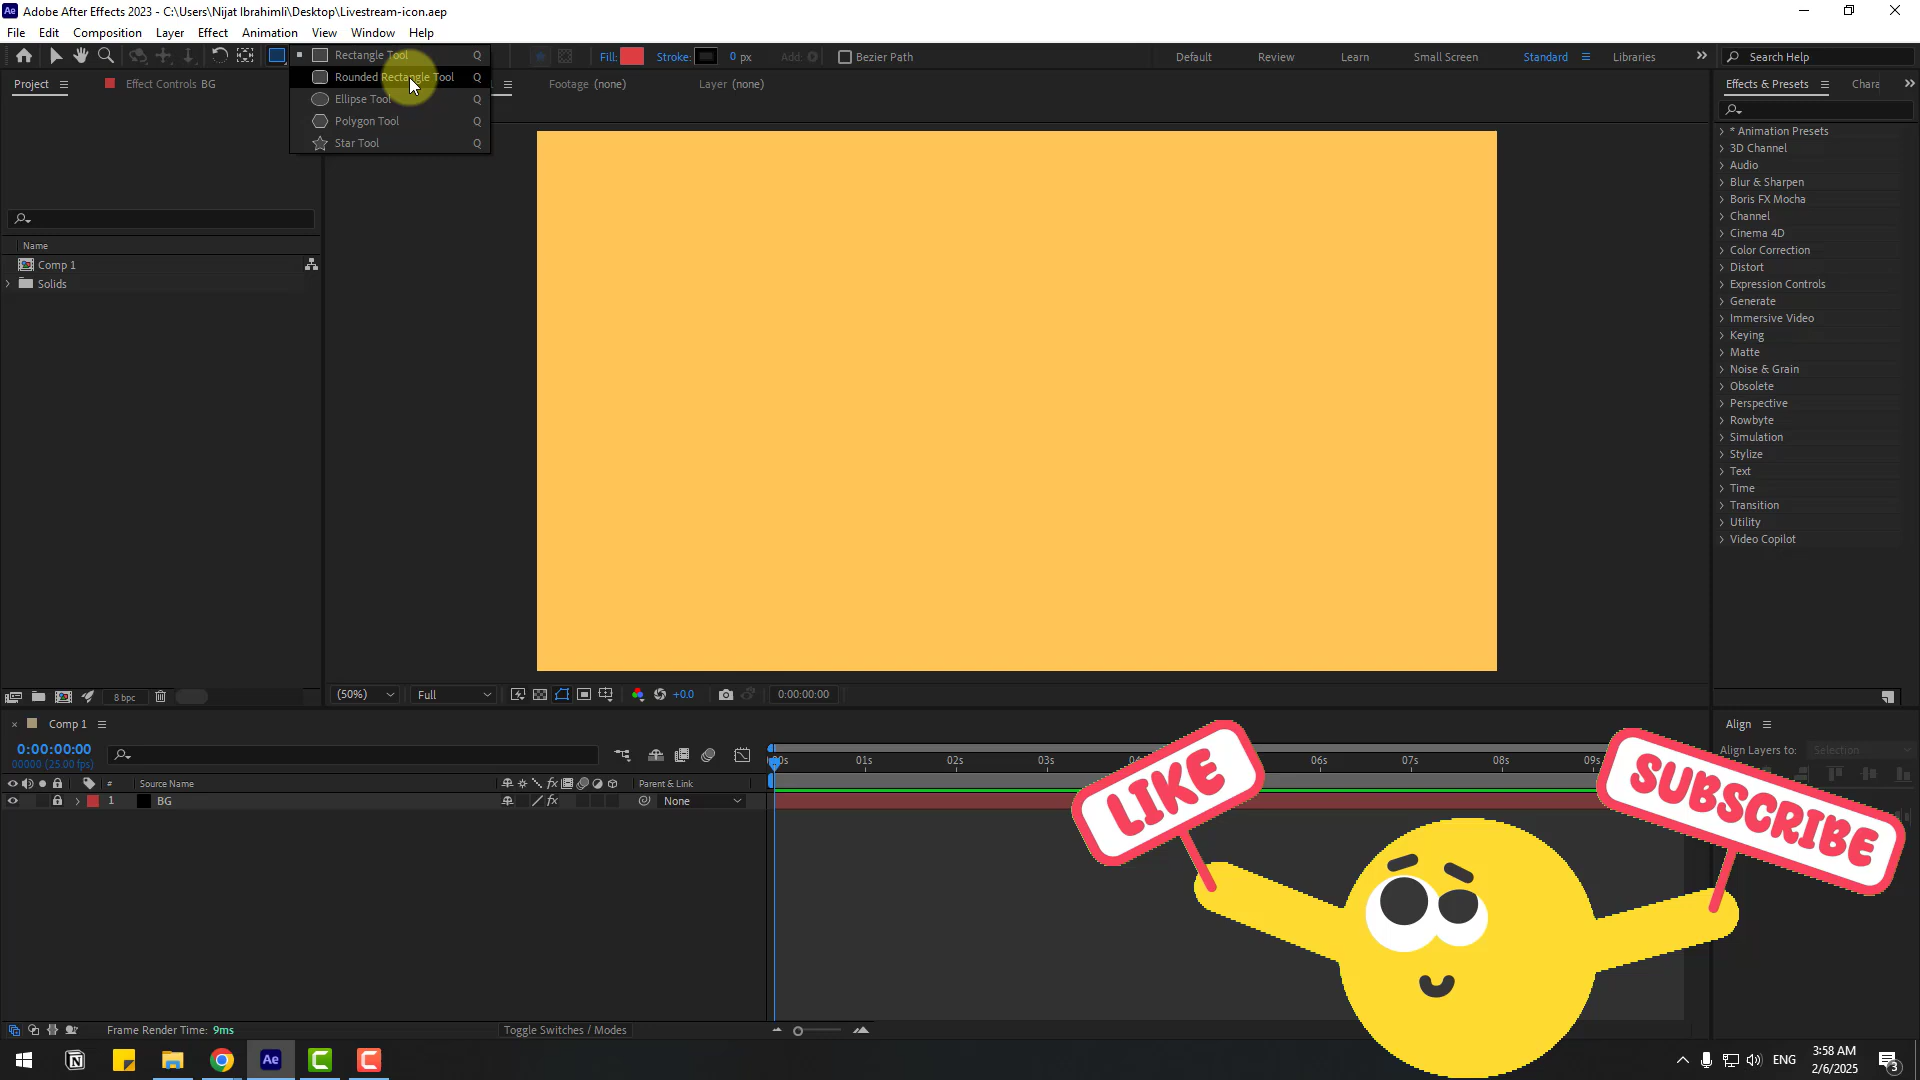 Adobe After Effects 2023 - C:\Users\Nijat Ibrahimli\Desktop\Livestream-icon.aep
File Edit Composition Layer Effect Animation View Window Help
Rectangle Tool Q
Rounded Rectangle Tool Q
Ellipse Tool Q
Polygon Tool Q
Star Tool Q
Fill: Stroke: 0 px Add: Bezier Path
Default Review Learn Small Screen Standard Libraries Search Help
Project Effect Controls BG
Footage (none) Layer (none)
Effects & Presets Chara
* Animation Presets
3D Channel
Audio
Blur & Sharpen
Boris FX Mocha
Channel
Cinema 4D
Color Correction
Distort
Expression Controls
Generate
Immersive Video
Keying
Matte
Noise & Grain
Obsolete
Perspective
Rowbyte
Simulation
Stylize
Text
Time
Transition
Utility
Video Copilot
Name
Comp 1
Solids
8 bpc
(50%) Full +0.0 0:00:00:00
Comp 1
0:00:00:00
00000 (25.00 fps)
# Source Name Parent & Link
1 BG None
00s 01s 02s 03s 06s 07s 08s 09s
Align
Align Layers to: Selection
LIKE
SUBSCRIBE
Frame Render Time: 9ms
Toggle Switches / Modes
Ae
ENG
3:58 AM
2/6/2025
3